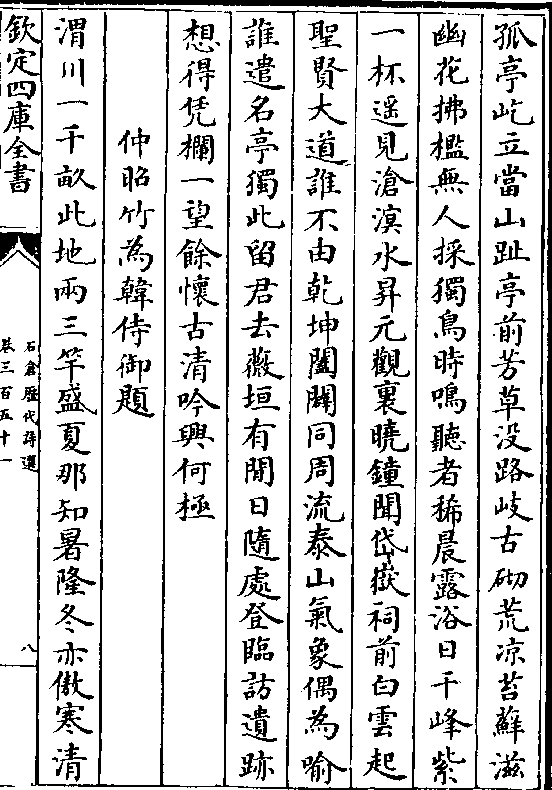 孤亭屹立當山趾亭前芳草没路岐古砌荒凉苔蘚滋
幽花拂檻無人採獨鳥時鳴聽者稀晨露浴日千峰紫
一杯遥見滄溟水昇元觀裏曉鐘聞岱嶽祠前白雲起
聖賢大道誰不由乾坤闔闢同周流泰山氣象偶為喻
誰遣名亭獨此留君去薇垣有閒日隨處登臨訪遺跡
想得凭欄一望餘懷古清吟興何極
仲昭竹為韓侍御題
渭川一千畝此地兩三竿盛夏那知暑隆冬亦傲寒清
欽定四庫全書
石倉歷代詩選
卷三百五十一
八